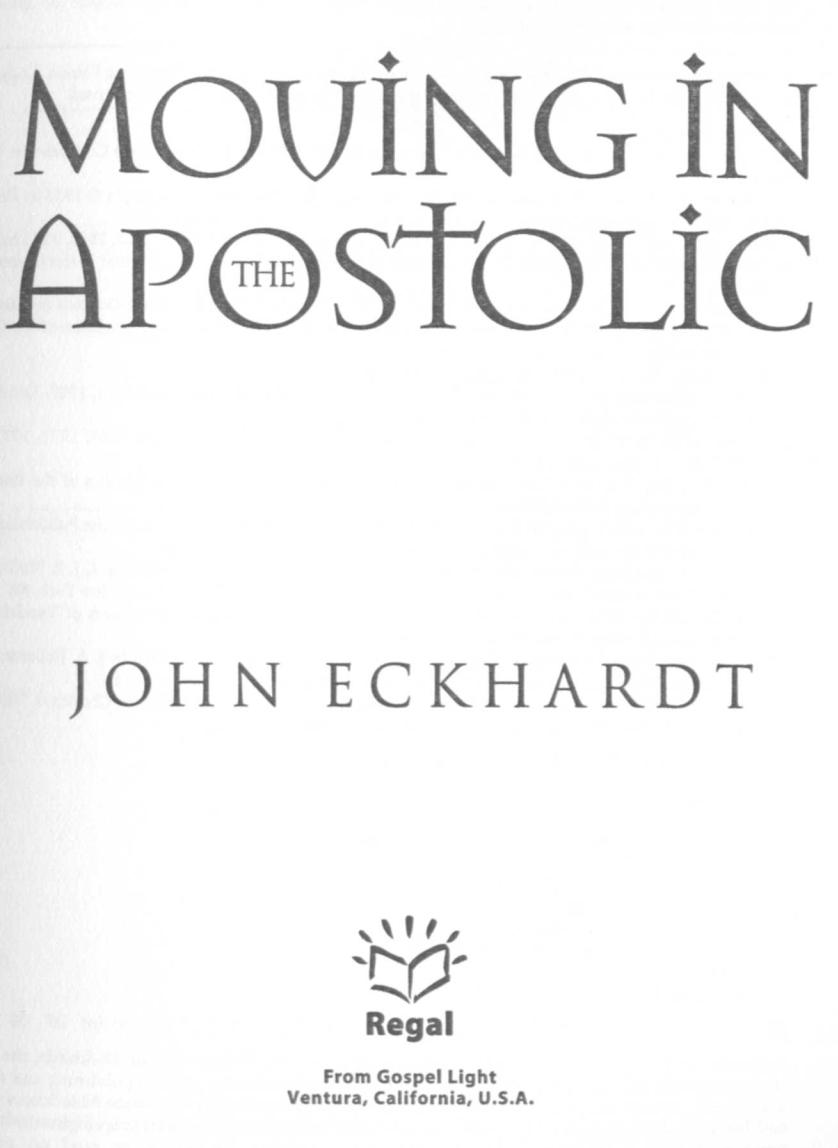 MOVING IN
THE
APOSTOLIC
JOHN ECKHARDT
Regal
From Gospel Light
Ventura, California, U.S.A.